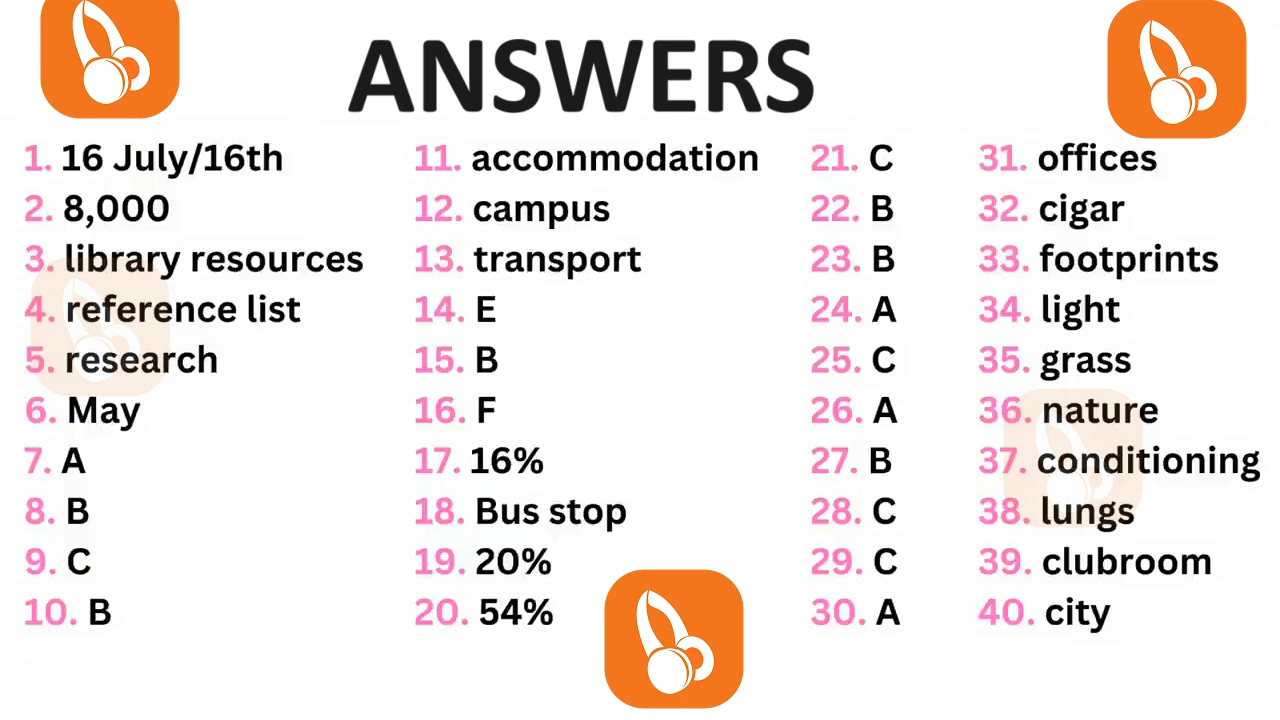 ANSWERS
1. 16 July/16th
2. 8,000
3. library resources
4. reference list
5. research
6. May
7. A
8. B
9. C
10. B
11. accommodation
12. campus
13. transport
14. E
15. B
16. F
17. 16%
18. Bus stop
19. 20%
20. 54%
21. C
22. B
23. B
24. A
25. C
26. A
27. B
28. C
29. C
30. A
31. offices
32. cigar
33. footprints
34. light
35. grass
36. nature
37. conditioning
38. lungs
39. clubroom
40. city